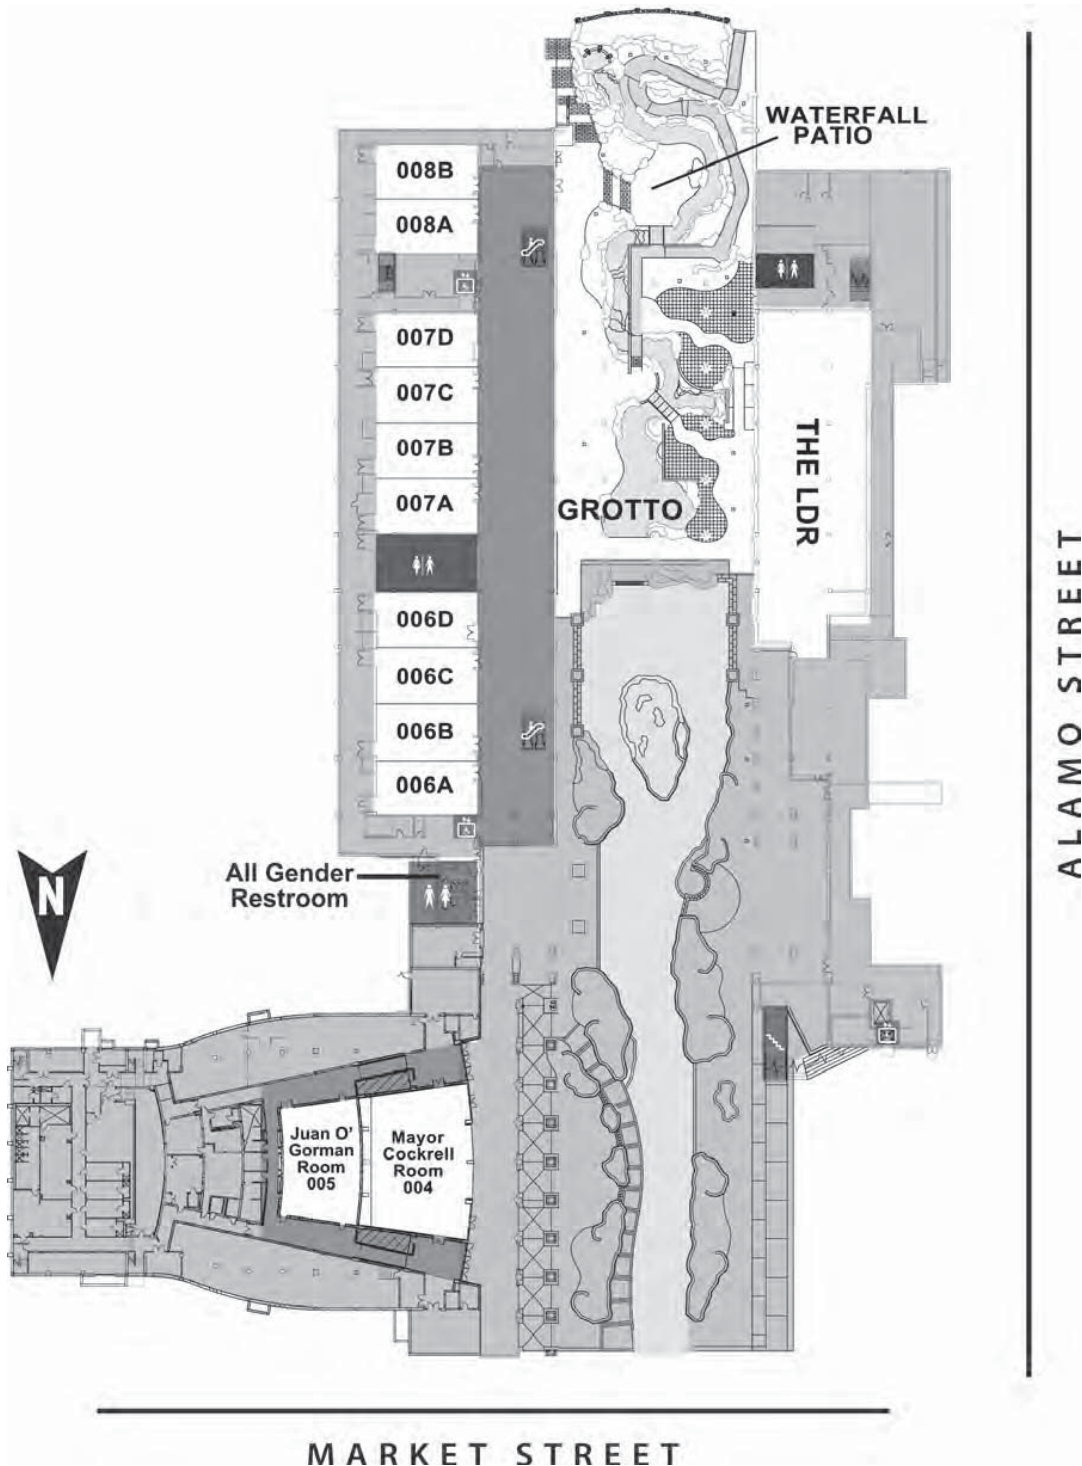 WATERFALL
PATIO
008B
008A
007D
007C
007B
007A
THE LDR
GROTTO
006D
006C
006B
006A
All Gender
Restroom
N
Juan O'
Gorman
Room
005
Mayor
Cockrell
Room
004
ALAMO STREET
MARKET STREET